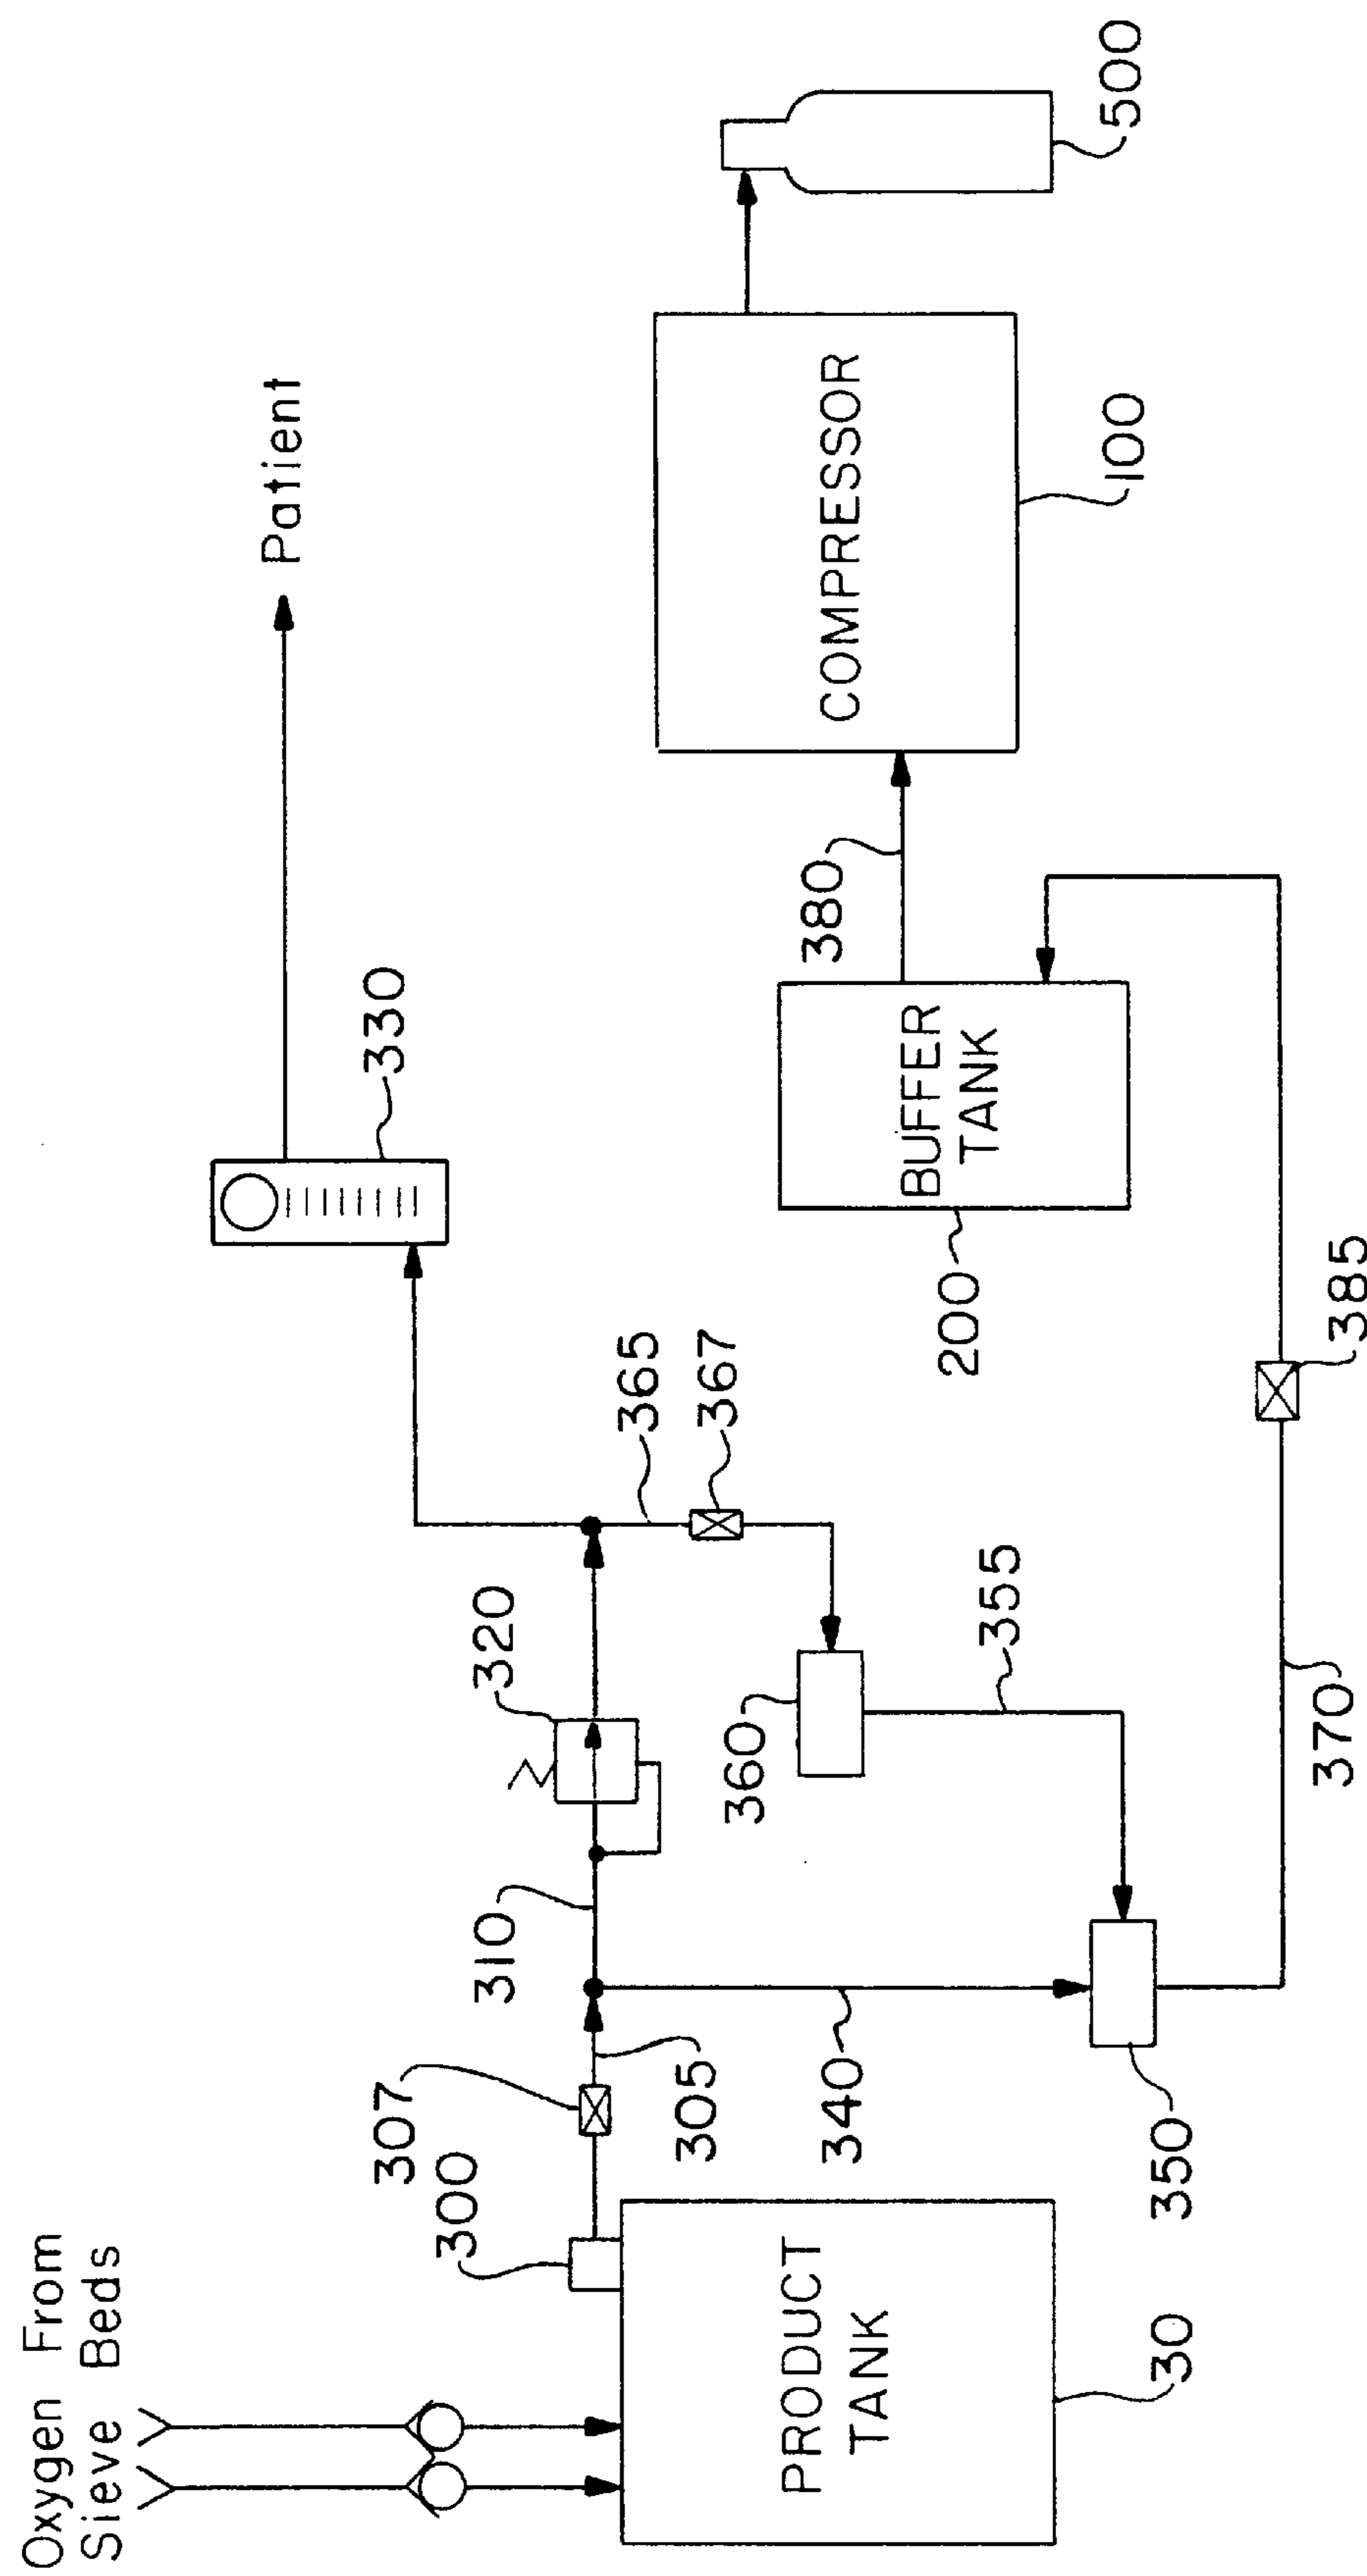 Oxygen From
Sieve Beds
307
300
305
310
320
340
350
355
360
365
367
330
Patient
PRODUCT
TANK
30
370
385
BUFFER
TANK
200
380
COMPRESSOR
100
500